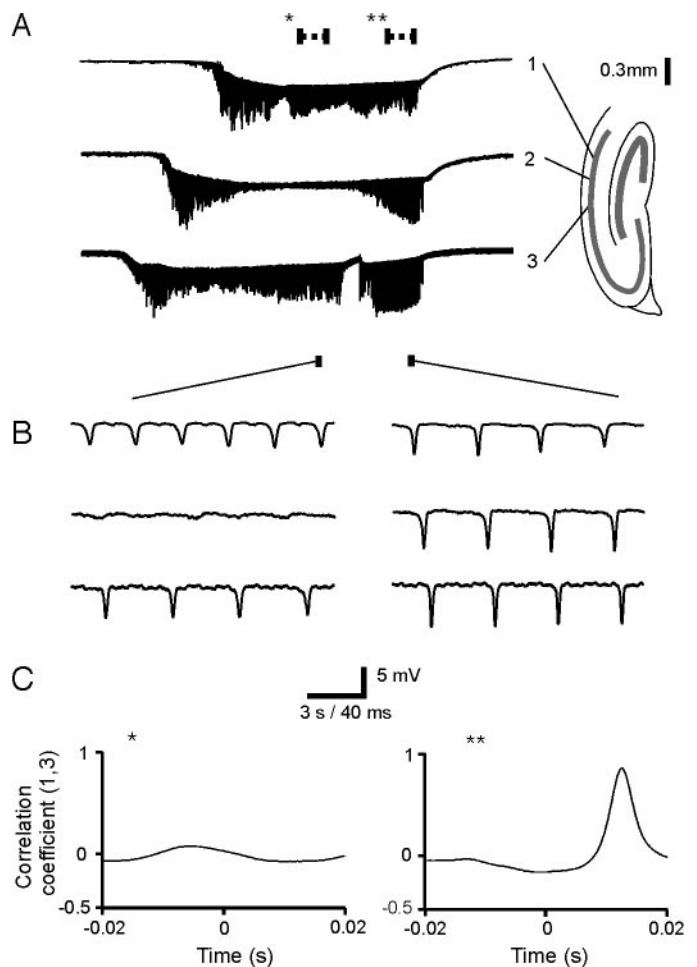 A
*
**
1
0.3mm
2
3
B
C
5 mV
3 s / 40 ms
*
**
Correlation
coefficient (1,3)
1
0
-0.5
-0.02
0
0.02
Time (s)
1
0
-0.5
-0.02
0
0.02
Time (s)